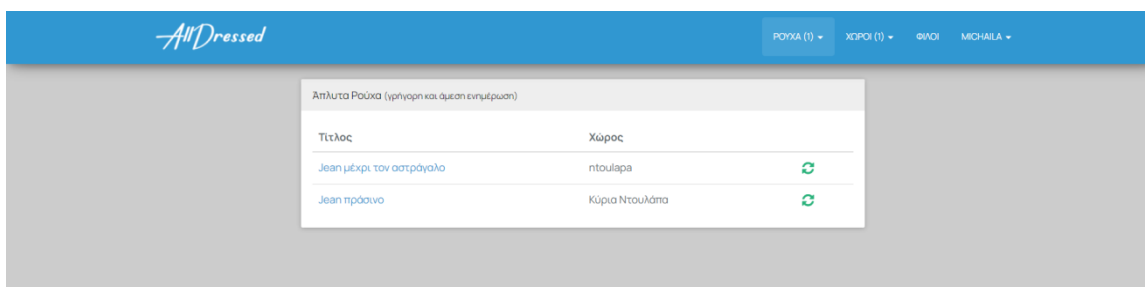 AllDressed ΡΟΥΧΑ (1) ΧΩΡΟΙ (1) ΦΙΛΟΙ MICHAILA
Άπλυτα Ρούχα (γρήγορη και άμεση ενημέρωση)
Τίτλος Χώρος
Jean μέχρι τον αστράγαλο ntoulapa
Jean πράσινο Κύρια Ντουλάπα